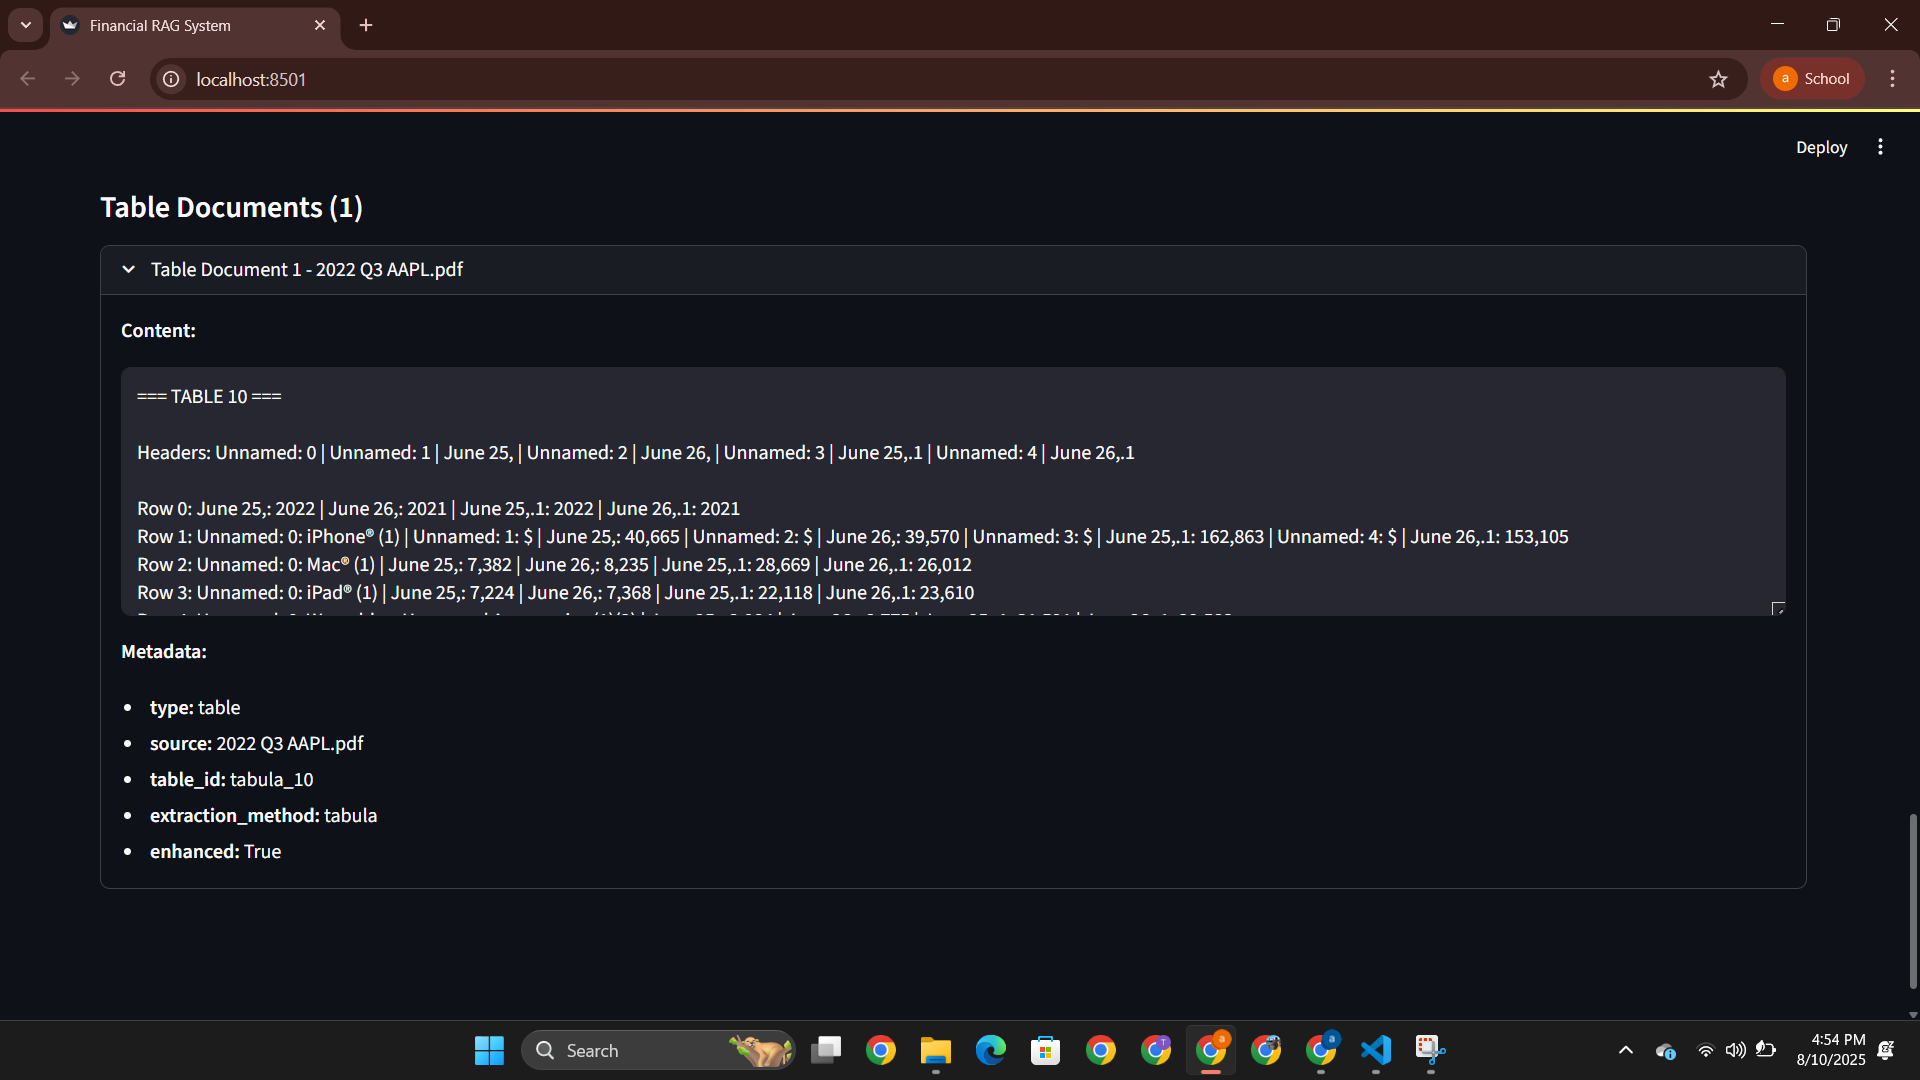 Financial RAG System
localhost:8501
a School
Deploy
Table Documents (1)
Table Document 1 - 2022 Q3 AAPL.pdf
Content:
=== TABLE 10 ===
Headers: Unnamed: 0 | Unnamed: 1 | June 25, | Unnamed: 2 | June 26, | Unnamed: 3 | June 25,.1 | Unnamed: 4 | June 26,.1
Row 0: June 25,: 2022 | June 26,: 2021 | June 25,.1: 2022 | June 26,.1: 2021
Row 1: Unnamed: 0: iPhone® (1) | Unnamed: 1: $ | June 25,: 40,665 | Unnamed: 2: $ | June 26,: 39,570 | Unnamed: 3: $ | June 25,.1: 162,863 | Unnamed: 4: $ | June 26,.1: 153,105
Row 2: Unnamed: 0: Mac® (1) | June 25,: 7,382 | June 26,: 8,235 | June 25,.1: 28,669 | June 26,.1: 26,012
Row 3: Unnamed: 0: iPad® (1) | June 25,: 7,224 | June 26,: 7,368 | June 25,.1: 22,118 | June 26,.1: 23,610
Metadata:
• type: table
• source: 2022 Q3 AAPL.pdf
• table_id: tabula_10
• extraction_method: tabula
• enhanced: True
Search
T
a
a
4:54 PM
8/10/2025